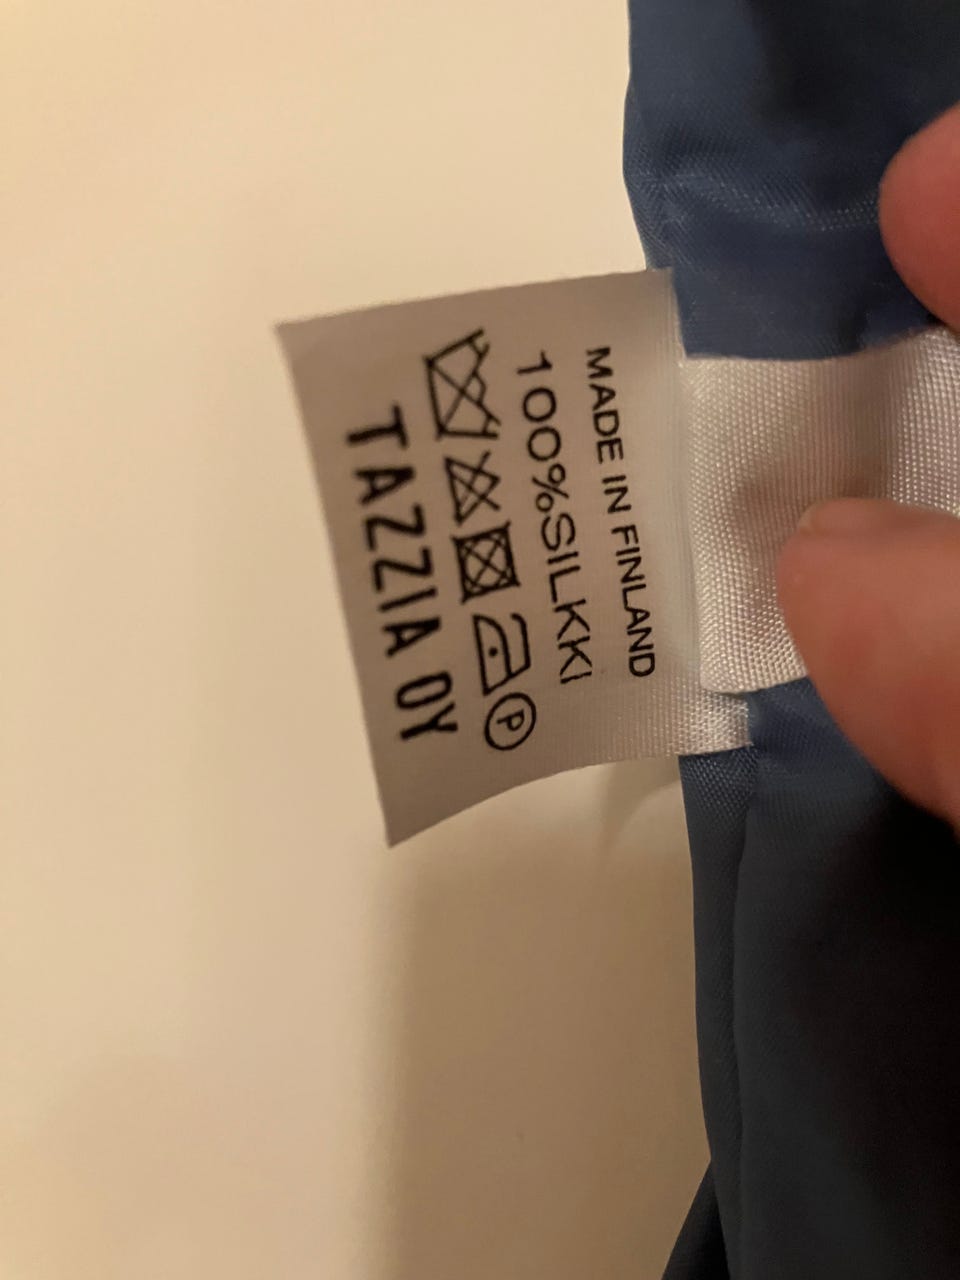 MADE IN FINLAND
100%SILKKI
P
TAZZIA OY